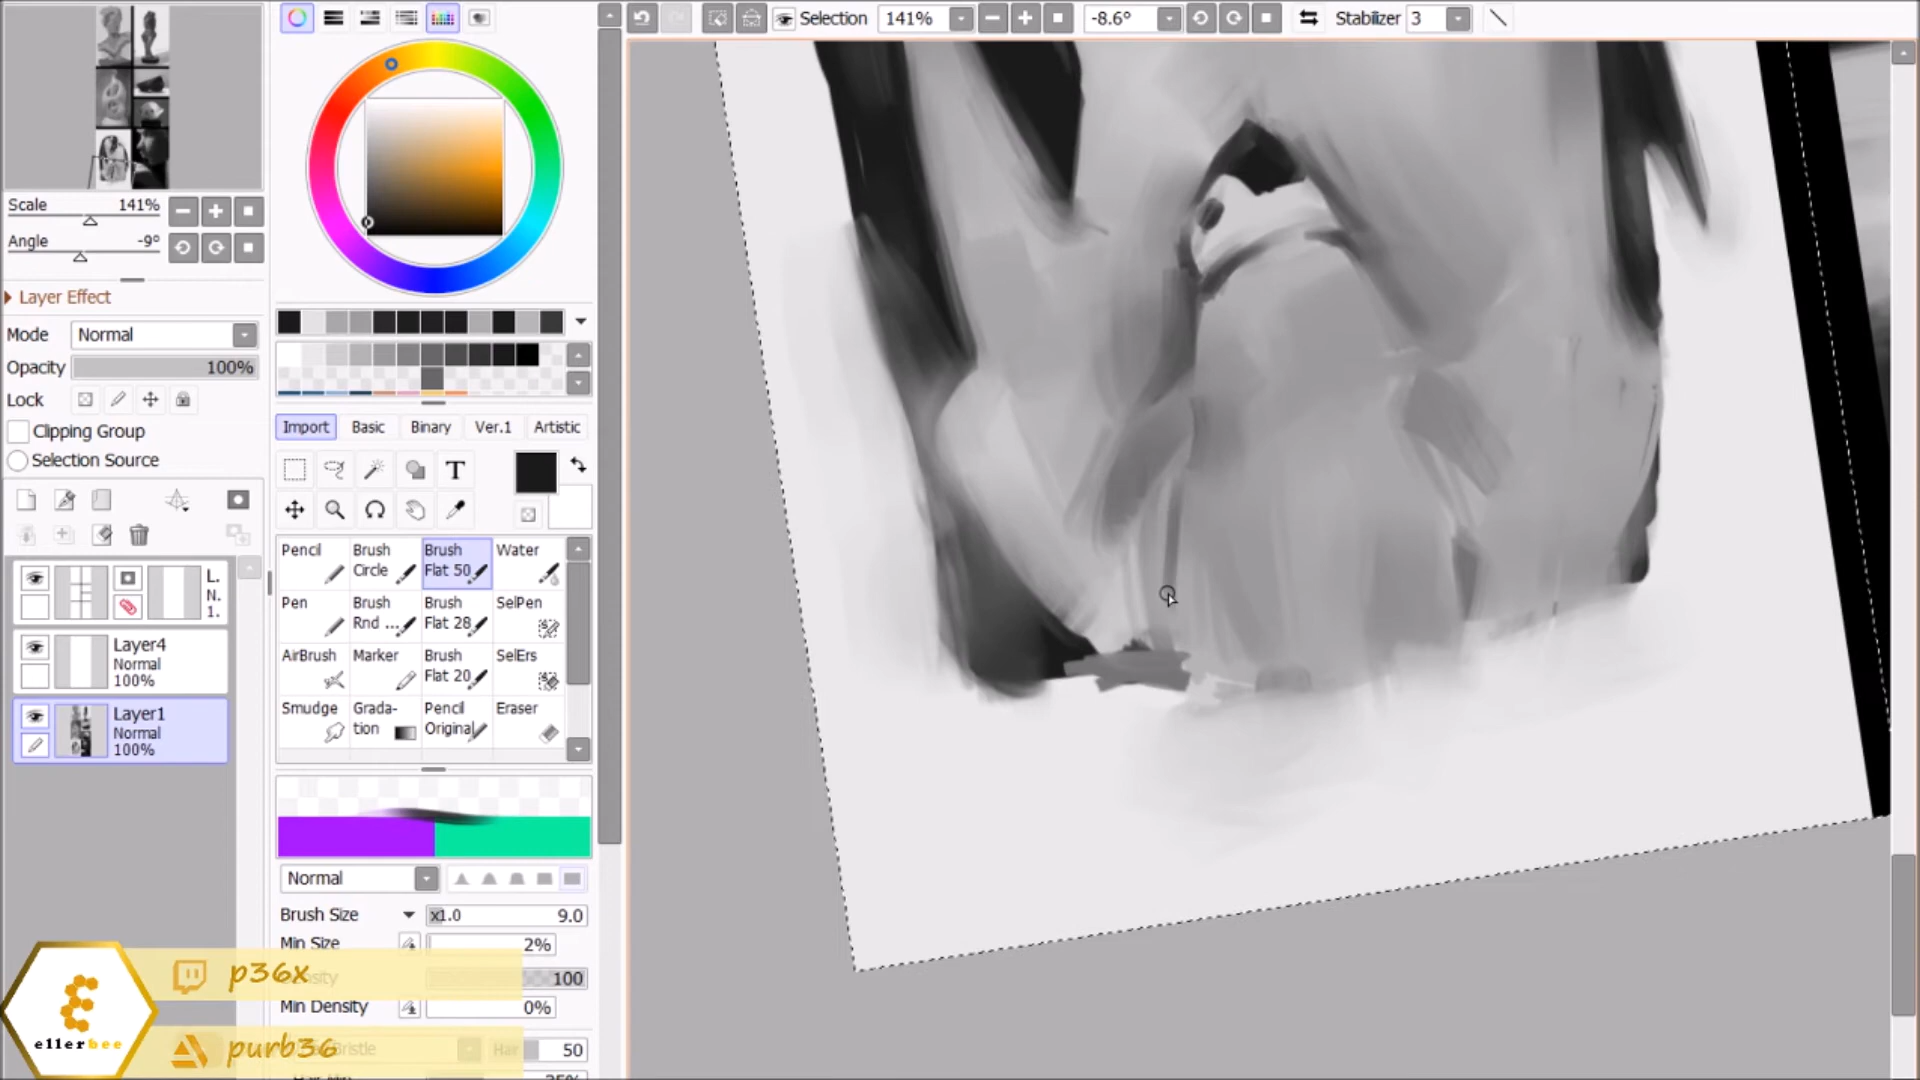 Selection 141% -8.6° Stabilizer 3
Scale 141%
Angle -9°
Layer Effect
Mode Normal
Opacity 100%
Lock
Clipping Group
Selection Source
L.
N.
1.
Layer4
Normal
100%
Layer1
Normal
100%
Import Basic Binary Ver.1 Artistic
T
Pencil Brush Circle Brush Flat 50 Water
Pen Brush Rnd ... Brush Flat 28 SelPen
AirBrush Marker Brush Flat 20 SelErs
Smudge Grada-tion Pencil Original Eraser
Normal
Brush Size x1.0 9.0
Min Size 2%
100
Min Density 0%
Bristle Hair 50
p36x
purb36
ellerbee